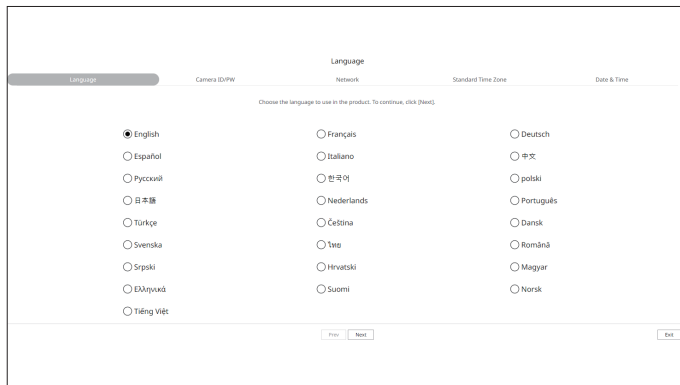 Language
Language Camera ID/PW Network Standard Time Zone Date & Time
Choose the language to use in the product. To continue, click [Next].
English Français Deutsch
Español Italiano 中文
Русский 한국어 polski
日本語 Nederlands Português
Türkçe Čeština Dansk
Svenska ไทย Română
Srpski Hrvatski Magyar
Ελληνικά Suomi Norsk
Tiếng Việt
Prev Next Exit